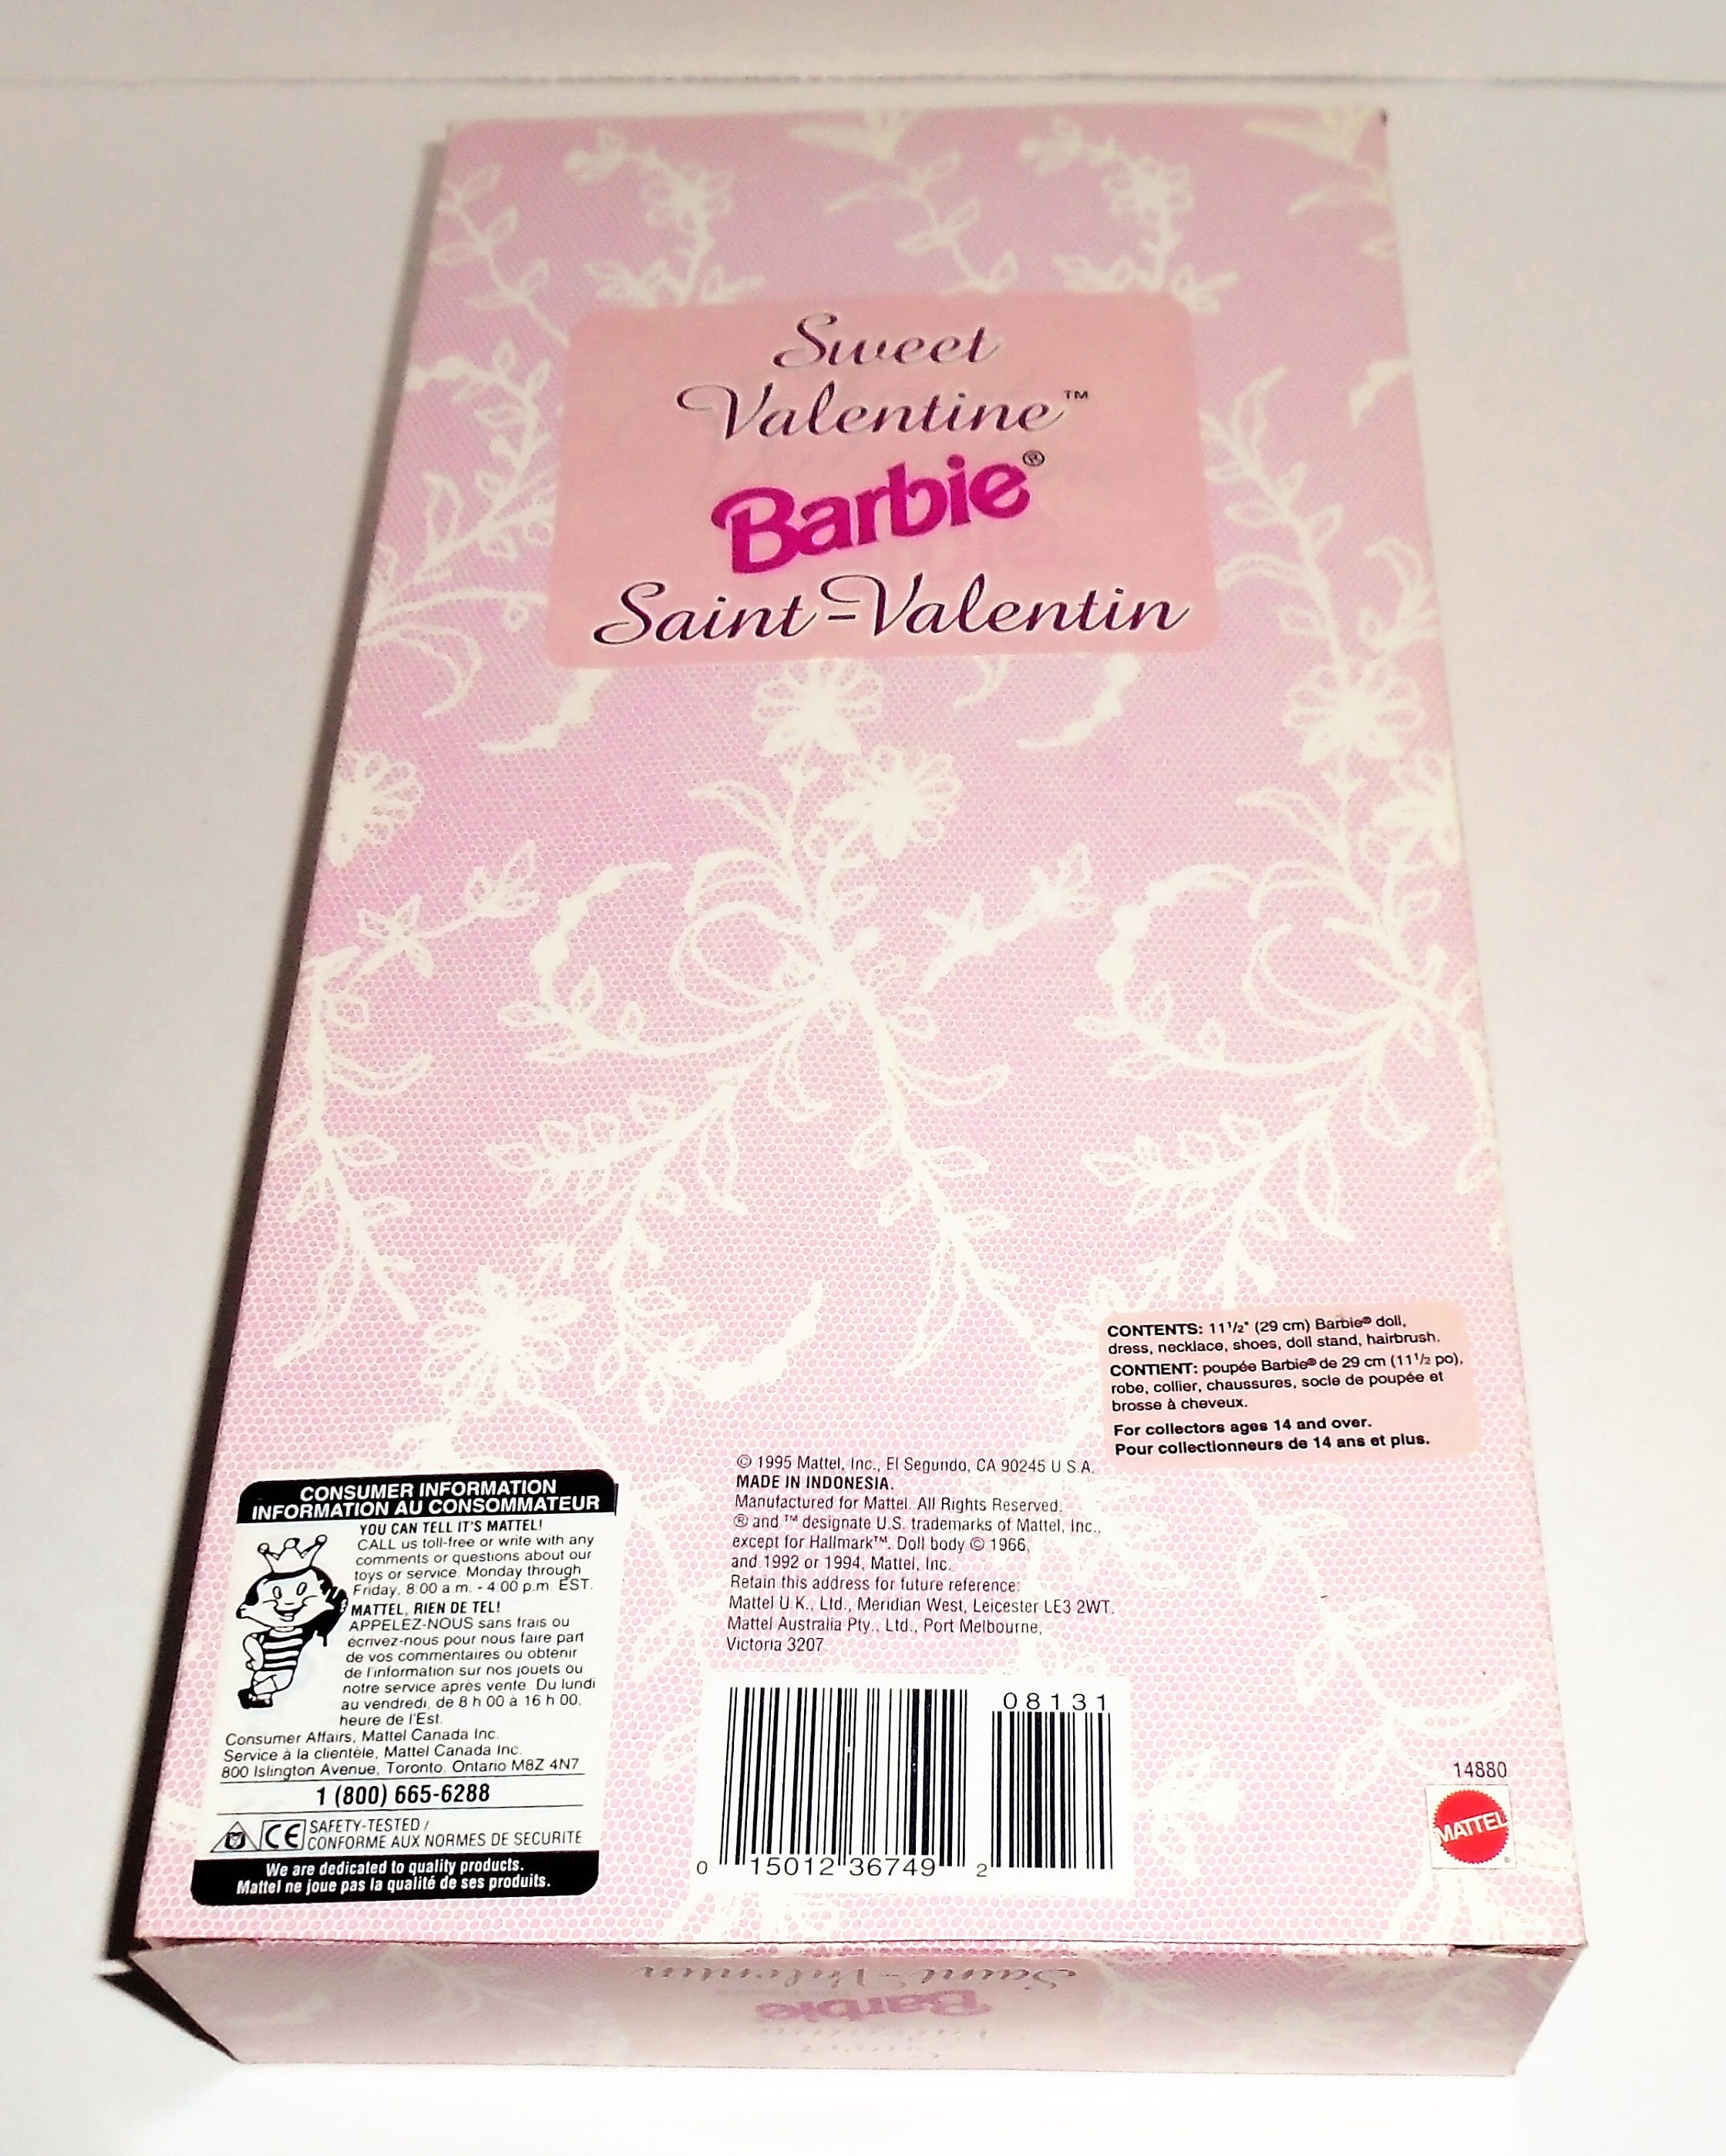 Sweet
Valentine™
Barbie®
Saint-Valentin
CONTENTS: 11 1/2" (29 cm) Barbie® doll,
dress, necklace, shoes, doll stand, hairbrush.
CONTIENT: poupée Barbie® de 29 cm (11 1/2 po),
robe, collier, chaussures, socle de poupée et
brosse à cheveux.
For collectors ages 14 and over.
Pour collectionneurs de 14 ans et plus.
© 1995 Mattel, Inc., El Segundo, CA 90245 U.S.A.
MADE IN INDONESIA.
Manufactured for Mattel. All Rights Reserved.
® and ™ designate U.S. trademarks of Mattel, Inc.,
except for Hallmark™. Doll body © 1966,
and 1992 or 1994, Mattel, Inc.
Retain this address for future reference:
Mattel U.K., Ltd., Meridian West, Leicester LE3 2WT.
Mattel Australia Pty., Ltd., Port Melbourne,
Victoria 3207
CONSUMER INFORMATION
INFORMATION AU CONSOMMATEUR
YOU CAN TELL IT'S MATTEL!
CALL us toll-free or write with any
comments or questions about our
toys or service. Monday through
Friday, 8:00 a.m. - 4:00 p.m. EST.
MATTEL, RIEN DE TEL!
APPELEZ-NOUS sans frais ou
écrivez-nous pour nous faire part
de vos commentaires ou obtenir
de l'information sur nos jouets ou
notre service après vente. Du lundi
au vendredi, de 8 h 00 à 16 h 00,
heure de l'Est.
Consumer Affairs, Mattel Canada Inc.
Service à la clientèle, Mattel Canada Inc.
800 Islington Avenue, Toronto, Ontario M8Z 4N7
1 (800) 665-6288
CE
SAFETY-TESTED /
CONFORME AUX NORMES DE SECURITE
We are dedicated to quality products.
Mattel ne joue pas la qualité de ses produits.
08131
0 15012 36749 2
14880
MATTEL®
Saint-Valentin
Barbie
Valentine
Sweet